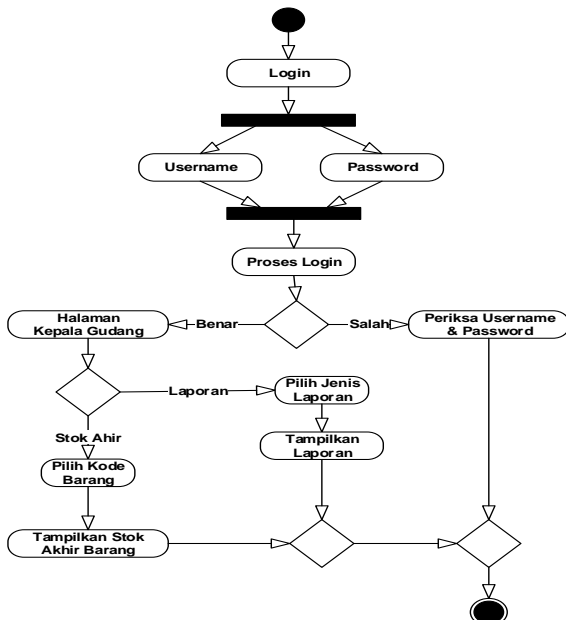 Login
Username
Password
Proses Login
Halaman
Kepala Gudang
Benar
Salah
Periksa Username
& Password
Laporan
Pilih Jenis
Laporan
Stok Ahir
Tampilkan
Laporan
Pilih Kode
Barang
Tampilkan Stok
Akhir Barang